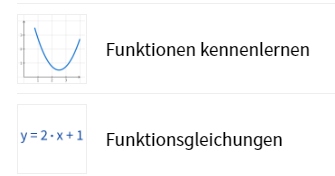 Funktionen kennenlernen
y = 2 · x + 1
Funktionsgleichungen